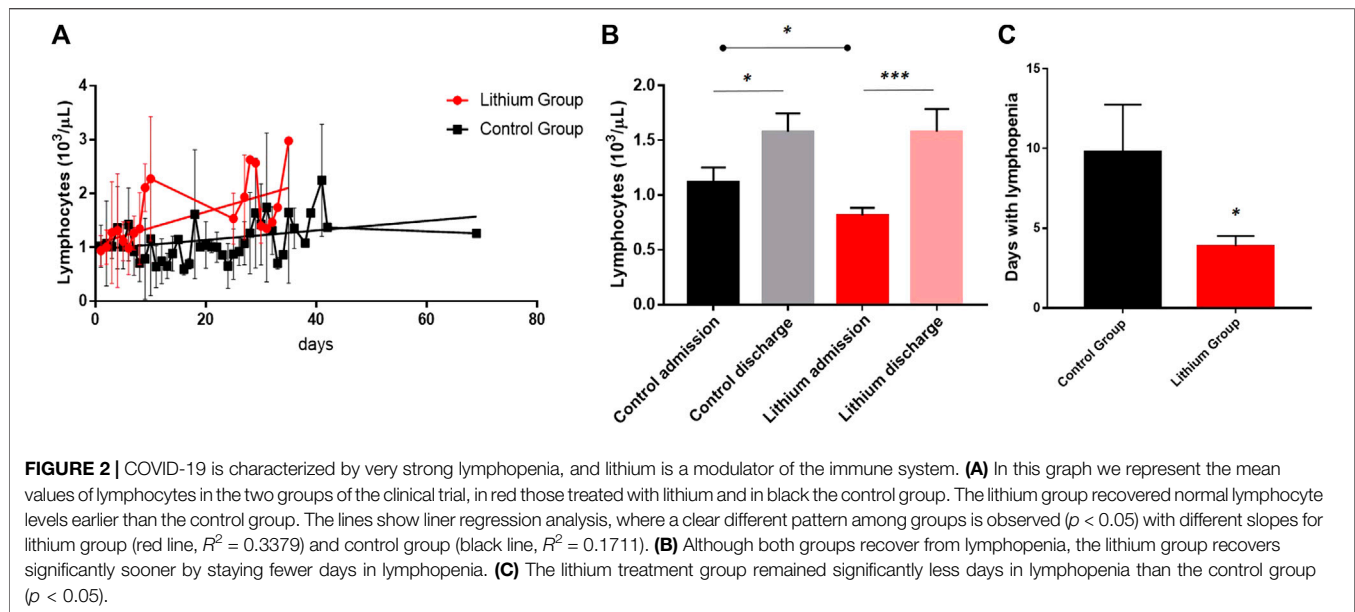 A
Lymphocytes (10³/μL)
4
3
2
1
0
0
20
40
60
80
days
Lithium Group
Control Group
B
*
*
***
Lymphocytes (10³/μL)
2.0
1.5
1.0
0.5
0.0
Control admission
Control discharge
Lithium admission
Lithium discharge
C
Days with lymphopenia
15
10
5
0
*
Control Group
Lithium Group
FIGURE 2 | COVID-19 is characterized by very strong lymphopenia, and lithium is a modulator of the immune system. (A) In this graph we represent the mean
values of lymphocytes in the two groups of the clinical trial, in red those treated with lithium and in black the control group. The lithium group recovered normal lymphocyte
levels earlier than the control group. The lines show liner regression analysis, where a clear different pattern among groups is observed (p < 0.05) with different slopes for
lithium group (red line, R² = 0.3379) and control group (black line, R² = 0.1711). (B) Although both groups recover from lymphopenia, the lithium group recovers
significantly sooner by staying fewer days in lymphopenia. (C) The lithium treatment group remained significantly less days in lymphopenia than the control group
(p < 0.05).